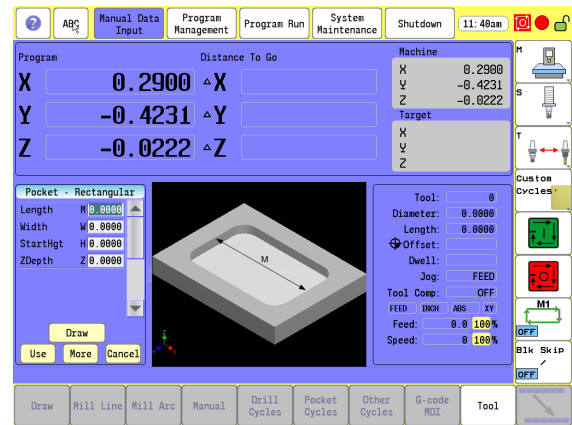 ?
ABC
Manual Data Input
Program Management
Program Run
System Maintenance
Shutdown
11:40am
Program
Distance To Go
Machine
X 0.2900 △X
Y -0.4231 △Y
Z -0.0222 △Z
X 0.2900
Y -0.4231
Z -0.0222
Target
X
Y
Z
M
S
T
Custom
Cycles
Pocket - Rectangular
Length M 0.0000
Width W 0.0000
StartHgt H 0.0000
ZDepth Z 0.0000
Draw
Use More Cancel
M
Z
Tool: 0
Diameter: 0.0000
Length: 0.0000
Offset:
Dwell:
Jog: FEED
Tool Comp: OFF
FEED INCH ABS XY
Feed: 0.0 100%
Speed: 0 100%
I
O
M1
OFF
Blk Skip
/
OFF
Draw
Mill Line
Mill Arc
Manual
Drill Cycles
Pocket Cycles
Other Cycles
G-code MDI
Tool